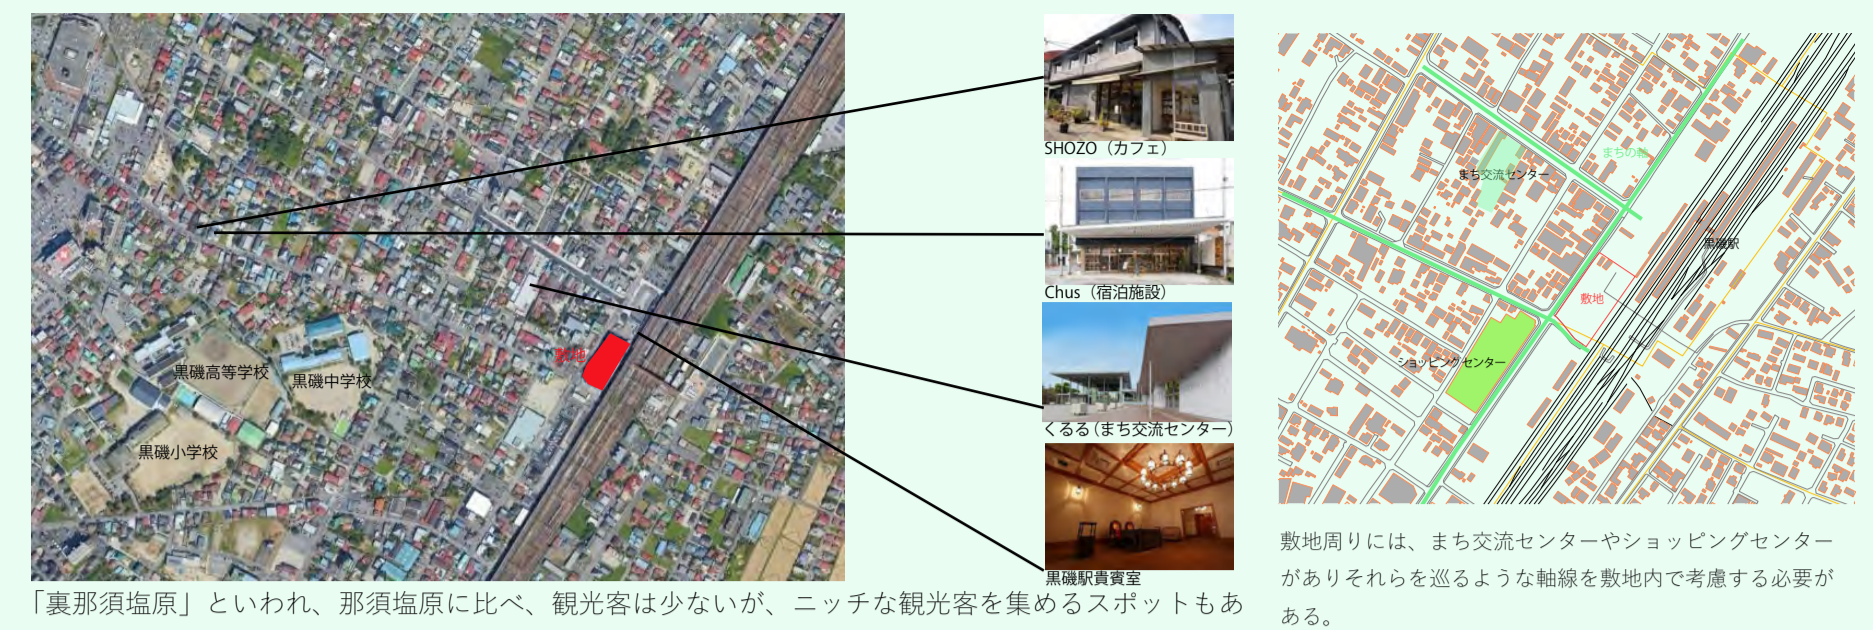 敷地
黒磯高等学校
黒磯中学校
黒磯小学校
SHOZO（カフェ）
Chus（宿泊施設）
くるる（まち交流センター）
黒磯駅貴賓室
「裏那須塩原」といわれ、那須塩原に比べ、観光客は少ないが、ニッチな観光客を集めるスポットもあ
まちの軸
まち交流センター
黒磯駅
敷地
ショッピングセンター
敷地周りには、まち交流センターやショッピングセンター
がありそれらを巡るような軸線を敷地内で考慮する必要が
ある。